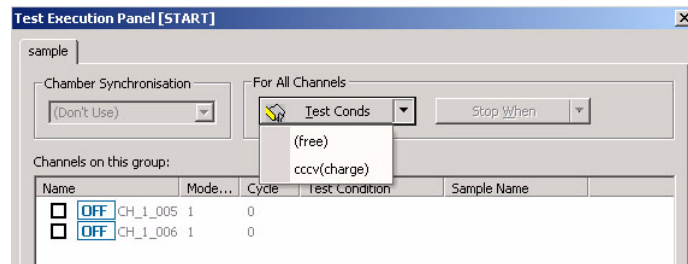 Test Execution Panel [START]
sample
Chamber Synchronisation
For All Channels
(Don't Use)
Test Conds
Stop When
(free)
cccv(charge)
Channels on this group:
Name Mode... Cycle Test Condition Sample Name
OFF CH_1_005 1 0
OFF CH_1_006 1 0